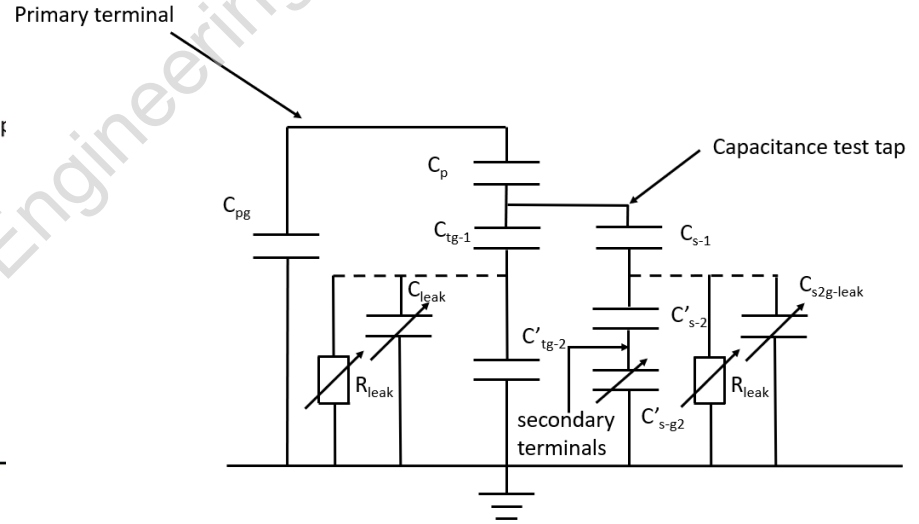 Primary terminal
Engineering
Capacitance test tap
C_p
C_pg
C_tg-1
C_s-1
C_leak
C_s2g-leak
C'_s-2
C'_tg-2
R_leak
R_leak
C'_s-g2
secondary
terminals